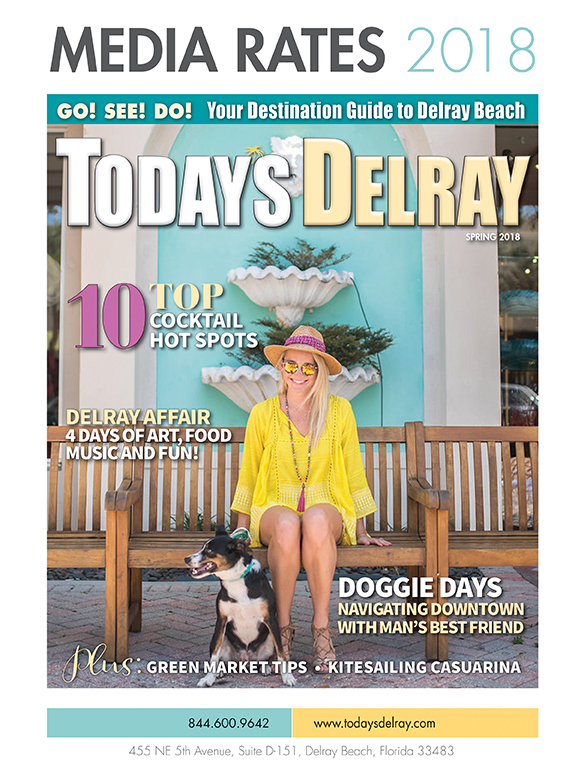 MEDIA RATES 2018
GO! SEE! DO! Your Destination Guide to Delray Beach
TODAYS DELRAY
SPRING 2018
10 TOP
COCKTAIL
HOT SPOTS
DELRAY AFFAIR
4 DAYS OF ART, FOOD
MUSIC AND FUN!
DOGGIE DAYS
NAVIGATING DOWNTOWN
WITH MAN'S BEST FRIEND
Plus: GREEN MARKET TIPS • KITESAILING CASUARINA
844.600.9642 www.todaysdelray.com
455 NE 5th Avenue, Suite D-151, Delray Beach, Florida 33483